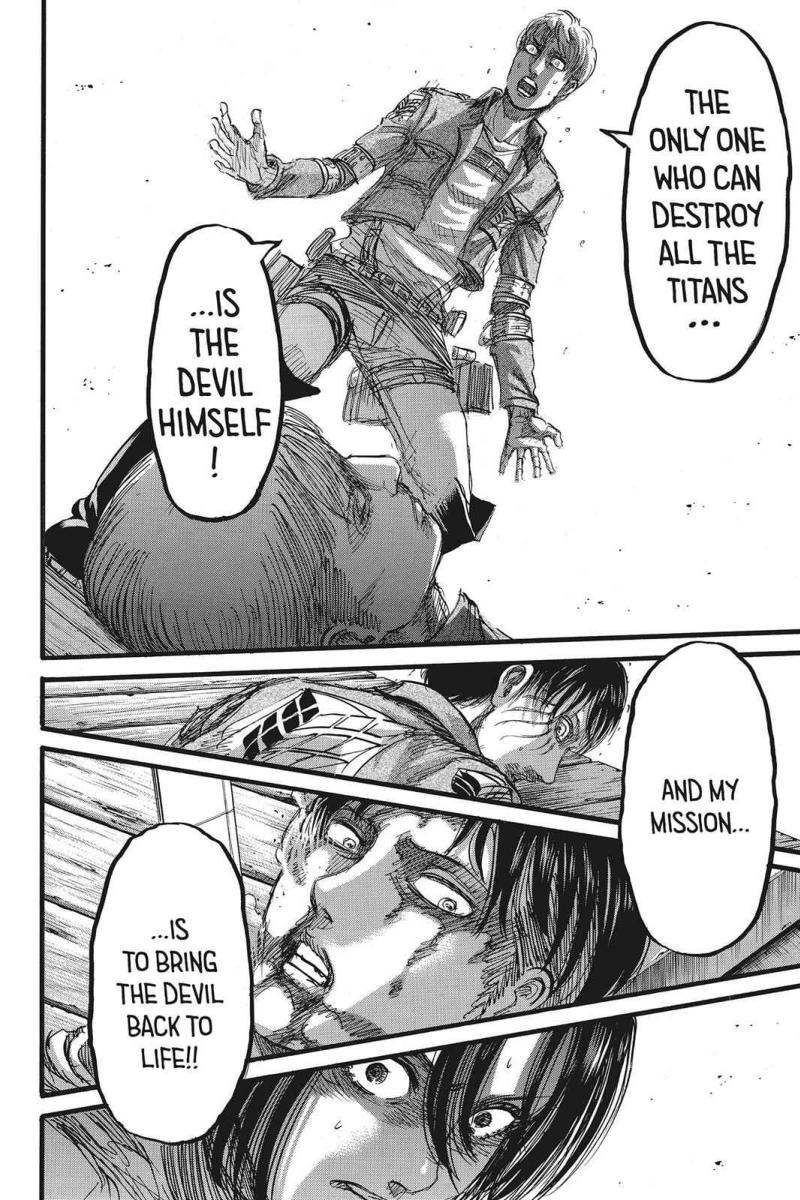 THE
ONLY ONE
WHO CAN
DESTROY
ALL THE
TITANS
...
...IS
THE
DEVIL
HIMSELF
!
AND MY
MISSION...
...IS
TO BRING
THE DEVIL
BACK TO
LIFE!!